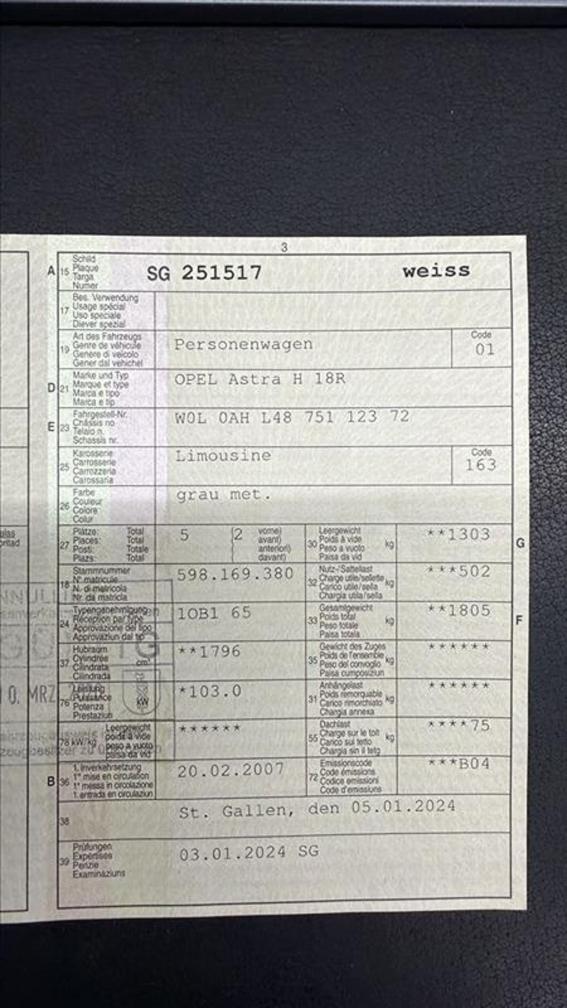 3
A 15 Schild
Plaque
Targa
Numer
SG 251517 weiss
17 Bes. Verwendung
Usage spécial
Uso speciale
Diever spezial
19 Art des Fahrzeugs
Genre de véhicule
Genere di veicolo
Gener dal vehichel
Personenwagen
Code
01
D 21 Marke und Typ
Marque et type
Marca e tipo
Marca e tip
OPEL Astra H 18R
E 23 Fahrgestell-Nr.
Châssis no
Telaio n.
Schassis nr.
W0L 0AH L48 751 123 72
25 Karosserie
Carrosserie
Carrozzeria
Carossaria
Limousine
Code
163
26 Farbe
Couleur
Colore
Colur
grau met.
27 Plätze: Total
Places: Total
Posti: Totale
Plazs: Total
5 (2 vorne)
avant)
anteriori)
davant)
30 Leergewicht
Poids à vide
Peso a vuoto
Paisa da vid
kg
**1303
G
18 Stammnummer
N° matricule
N. di matricola
Nr. da matricla
598.169.380
32 Nutz-/Sattellast
Charge utile/sellette
Carico utile/sella
Chargia utila/sella
kg
***502
24 Typengenehmigung
Réception par type
Approvazione del tipo
Approvaziun dal tip
1OB1 65
33 Gesamtgewicht
Poids total
Peso totale
Paisa totala
kg
**1805
F
37 Hubraum
Cylindrée
Cilindrata
Cilindrada
cm³
**1796
35 Gewicht des Zuges
Poids de l'ensemble
Peso del convoglio
Paisa cumposiziun
kg
******
76 Leistung
Puissance
Potenza
Prestaziun
kW
*103.0
31 Anhängelast
Poids remorquable
Carico rimorchiato
Chargia annexa
kg
******
78 kW/kg Leergewicht
poids à vide
peso a vuoto
paisa da vid
******
55 Dachlast
Charge sur le toit
Carico sul tetto
Chargia sin il tetg
kg
****75
B 36 1. Inverkehrsetzung
1re mise en circulation
1a messa in circolazione
1. entrada en circulaziun
20.02.2007
72 Emissionscode
Code émissions
Codice emissioni
Code d'emissiuns
***B04
38
St. Gallen, den 05.01.2024
39 Prüfungen
Expertises
Perizie
Examinaziuns
03.01.2024 SG